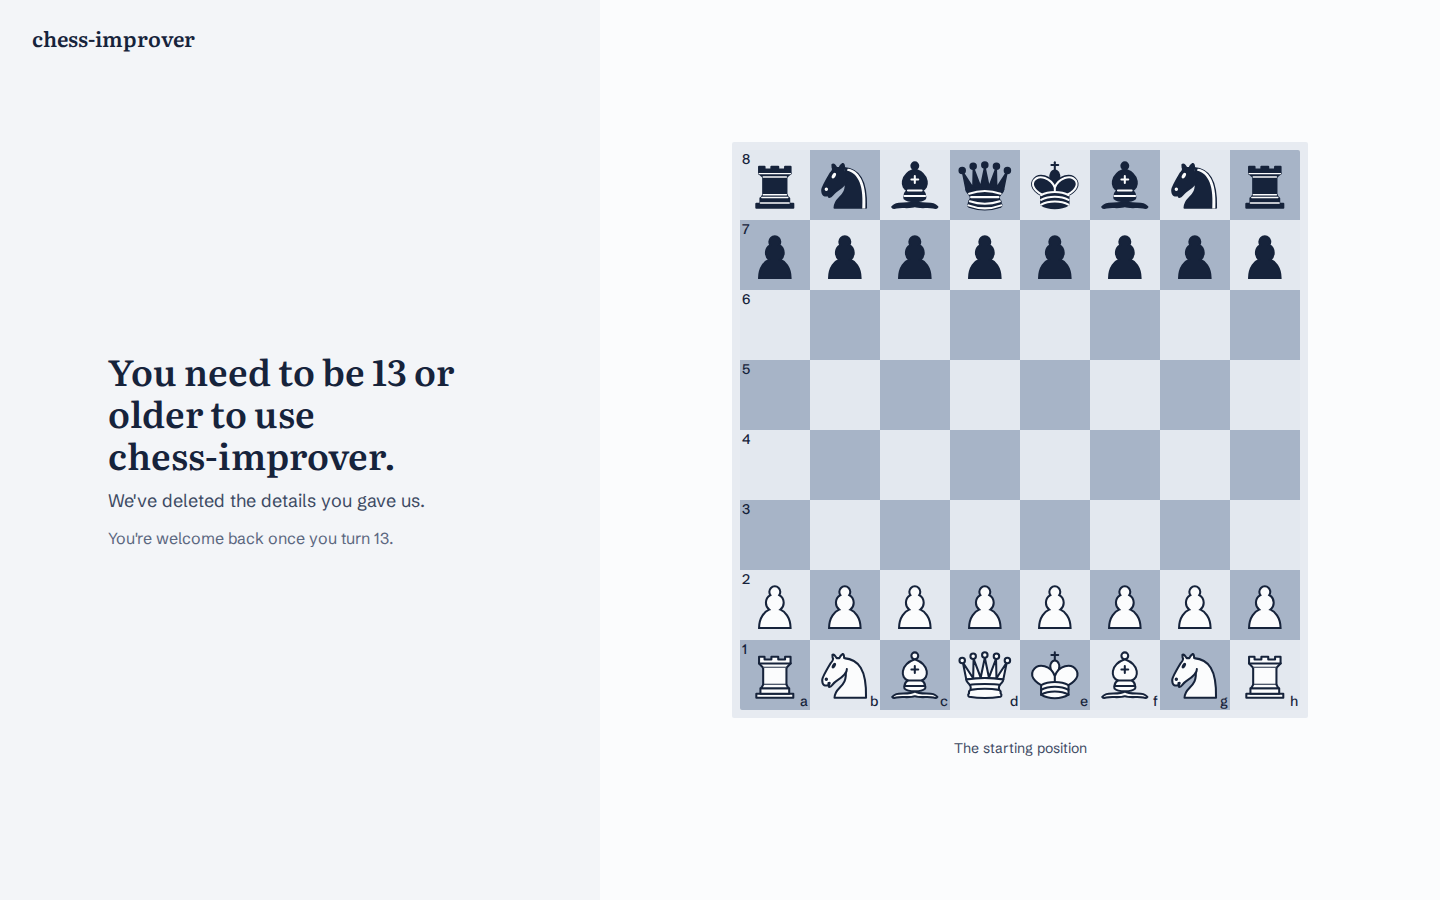 chess-improver
You need to be 13 or
older to use
chess-improver.
We've deleted the details you gave us.
You're welcome back once you turn 13.
8
7
6
5
4
3
2
1
a b c d e f g h
The starting position